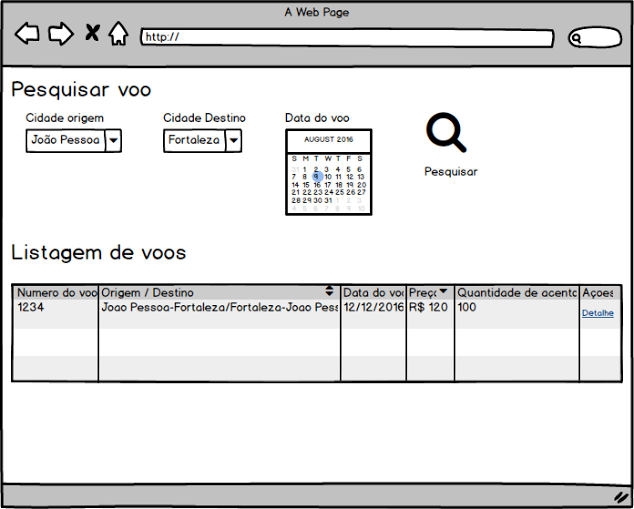 A Web Page
http://
Pesquisar voo
Cidade origem Cidade Destino Data do voo
João Pessoa Fortaleza
AUGUST 2016
S M T W T F S
31 1 2 3 4 5 6
7 8 9 10 11 12 13
14 15 16 17 18 19 20
21 22 23 24 25 26 27
28 29 30 31 1 2 3
4 5 6 7 8 9 10
Pesquisar
Listagem de voos
Numero do voo Origem / Destino Data do voo Preço Quantidade de acento Açoes
1234 Joao Pessoa-Fortaleza/Fortaleza-Joao Pess 12/12/2016 R$ 120 100 Detalhe